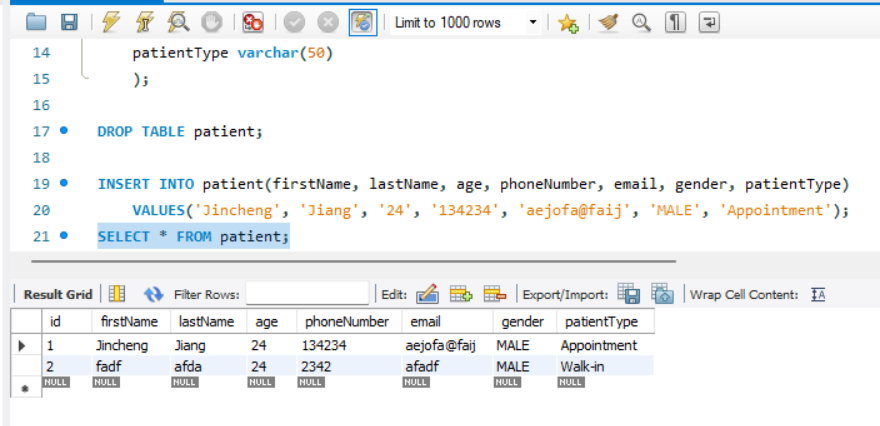 Limit to 1000 rows
14 patientType varchar(50)
15 );
16
17 DROP TABLE patient;
18
19 INSERT INTO patient(firstName, lastName, age, phoneNumber, email, gender, patientType)
20 VALUES('Jincheng', 'Jiang', '24', '134234', 'aejofa@faij', 'MALE', 'Appointment');
21 SELECT * FROM patient;
Result Grid Filter Rows: Edit: Export/Import: Wrap Cell Content: IA
id firstName lastName age phoneNumber email gender patientType
1 Jincheng Jiang 24 134234 aejofa@faij MALE Appointment
2 fadf afda 24 2342 afadf MALE Walk-in
NULL NULL NULL NULL NULL NULL NULL NULL